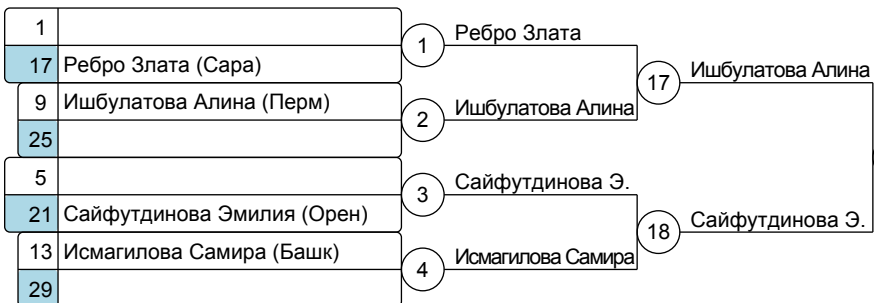 1
17 Ребро Злата (Сара)
9 Ишбулатова Алина (Перм)
25
5
21 Сайфутдинова Эмилия (Орен)
13 Исмагилова Самира (Башк)
29
1 Ребро Злата
2 Ишбулатова Алина
3 Сайфутдинова Э.
4 Исмагилова Самира
17 Ишбулатова Алина
18 Сайфутдинова Э.